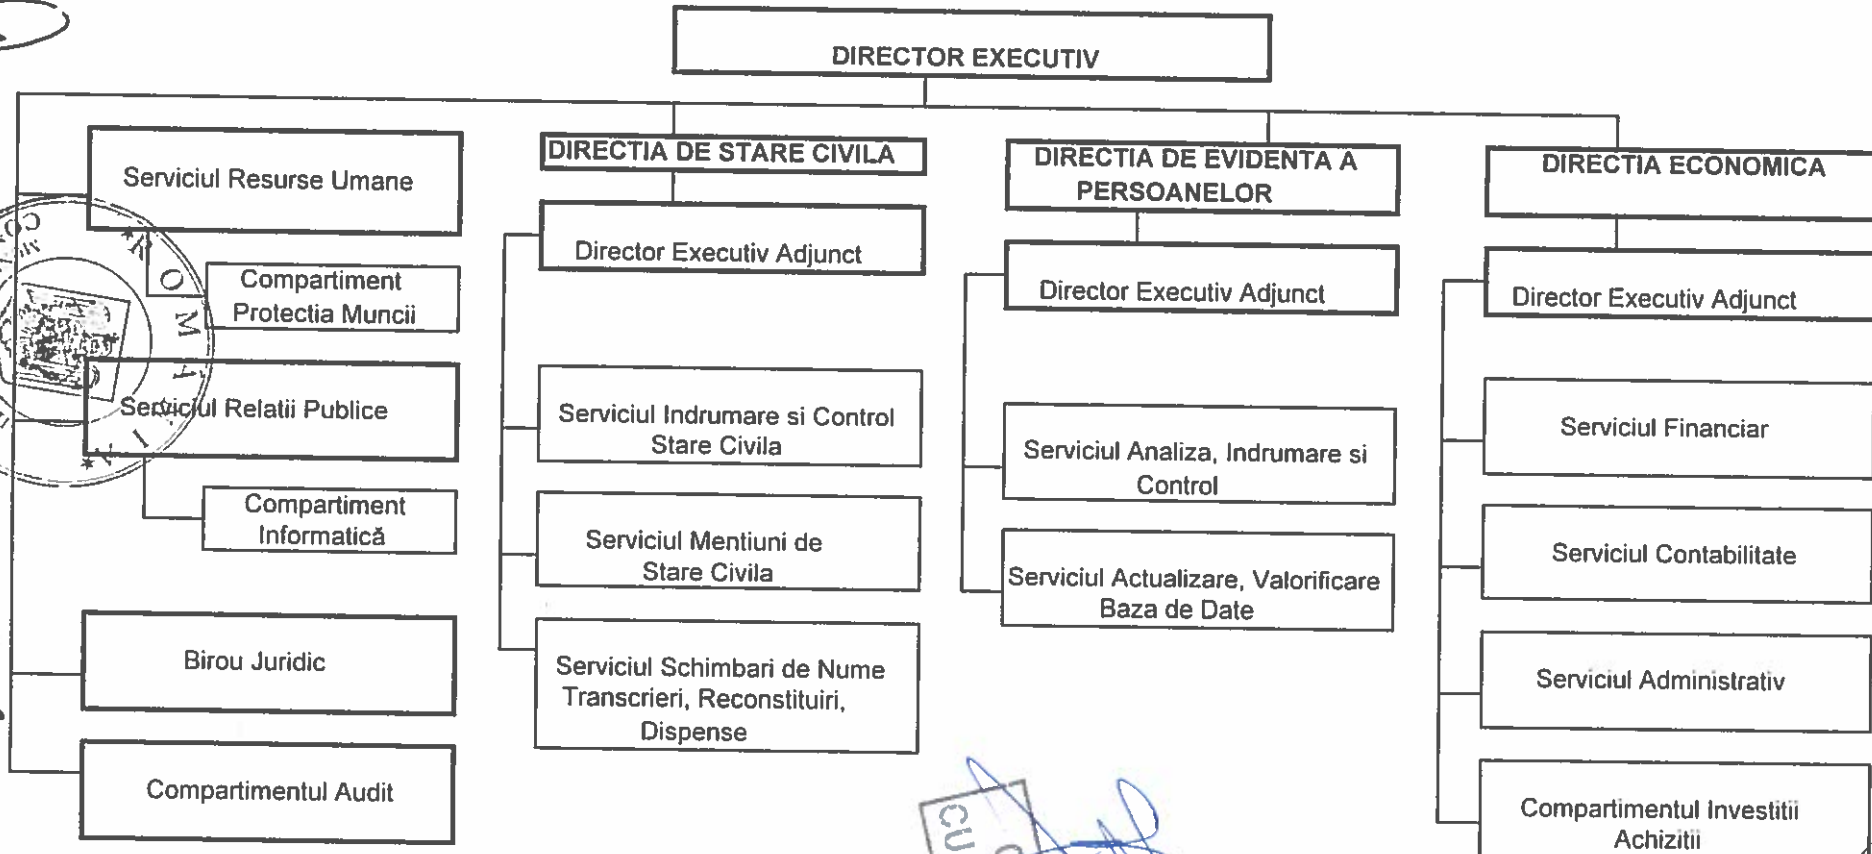 DIRECTOR EXECUTIV
Serviciul Resurse Umane
Compartiment
Protectia Muncii
Serviciul Relatii Publice
Compartiment
Informatică
Birou Juridic
Compartimentul Audit
DIRECTIA DE STARE CIVILA
Director Executiv Adjunct
Serviciul Indrumare si Control
Stare Civila
Serviciul Mentiuni de
Stare Civila
Serviciul Schimbari de Nume
Transcrieri, Reconstituiri,
Dispense
DIRECTIA DE EVIDENTA A
PERSOANELOR
Director Executiv Adjunct
Serviciul Analiza, Indrumare si
Control
Serviciul Actualizare, Valorificare
Baza de Date
DIRECTIA ECONOMICA
Director Executiv Adjunct
Serviciul Financiar
Serviciul Contabilitate
Serviciul Administrativ
Compartimentul Investitii
Achizitii
ROMÂNIA
CU